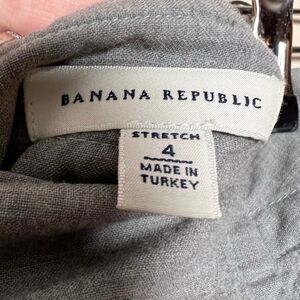 BANANA REPUBLIC
STRETCH
4
MADE IN
TURKEY